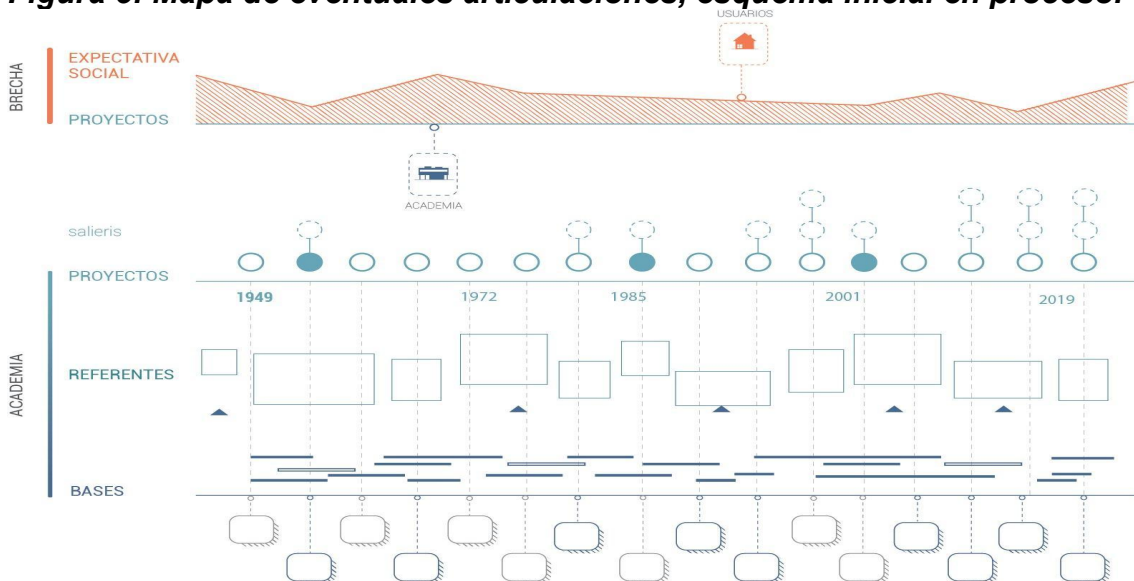 Figura 6. Mapa de eventuales articulaciones, esquema inicial en proceso.
USUARIOS
BRECHA
EXPECTATIVA
SOCIAL
PROYECTOS
ACADEMIA
salieris
PROYECTOS
1949 1972 1985 2001 2019
ACADEMIA
REFERENTES
BASES